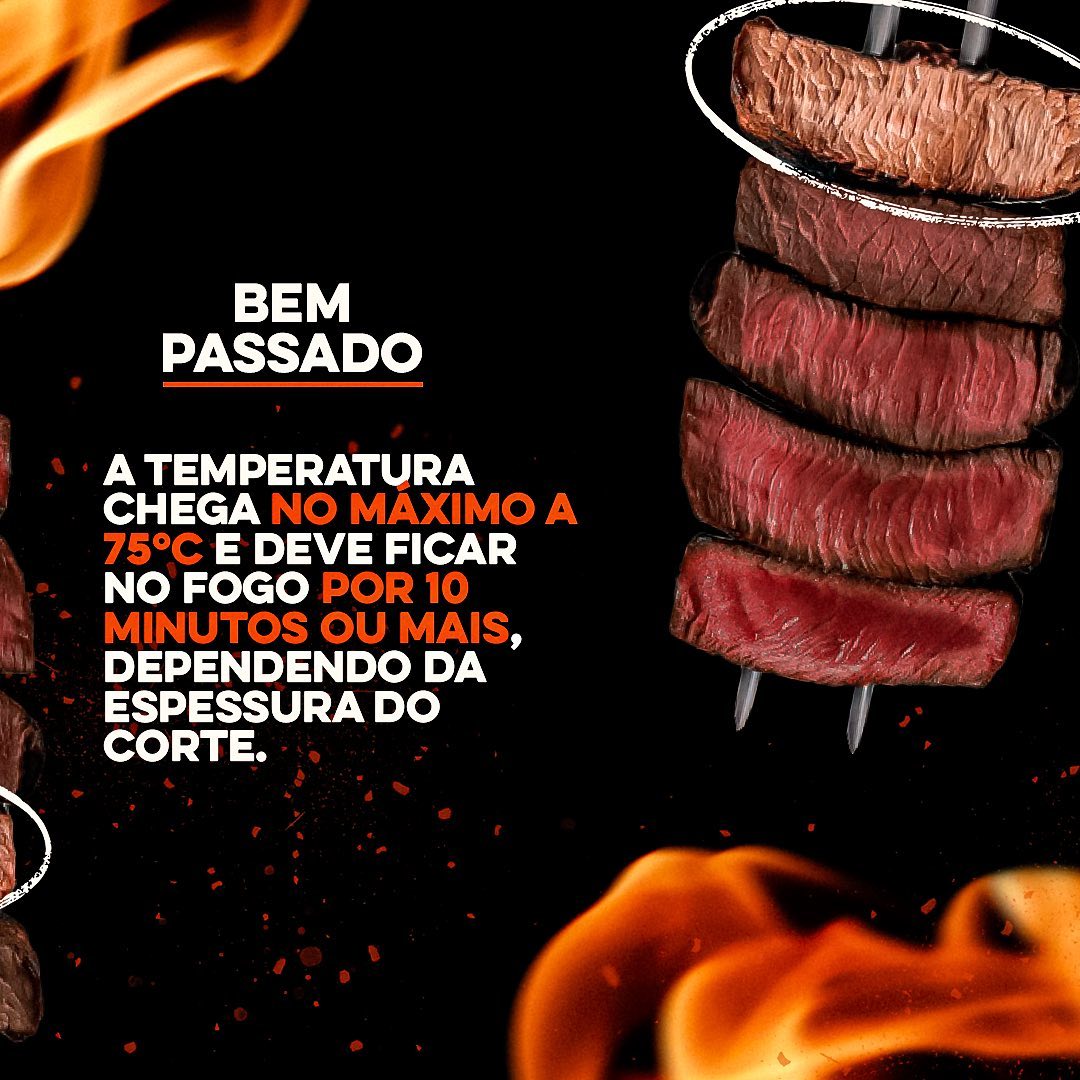 BEM
PASSADO
A TEMPERATURA
CHEGA NO MÁXIMO A
75°C E DEVE FICAR
NO FOGO POR 10
MINUTOS OU MAIS,
DEPENDENDO DA
ESPESSURA DO
CORTE.